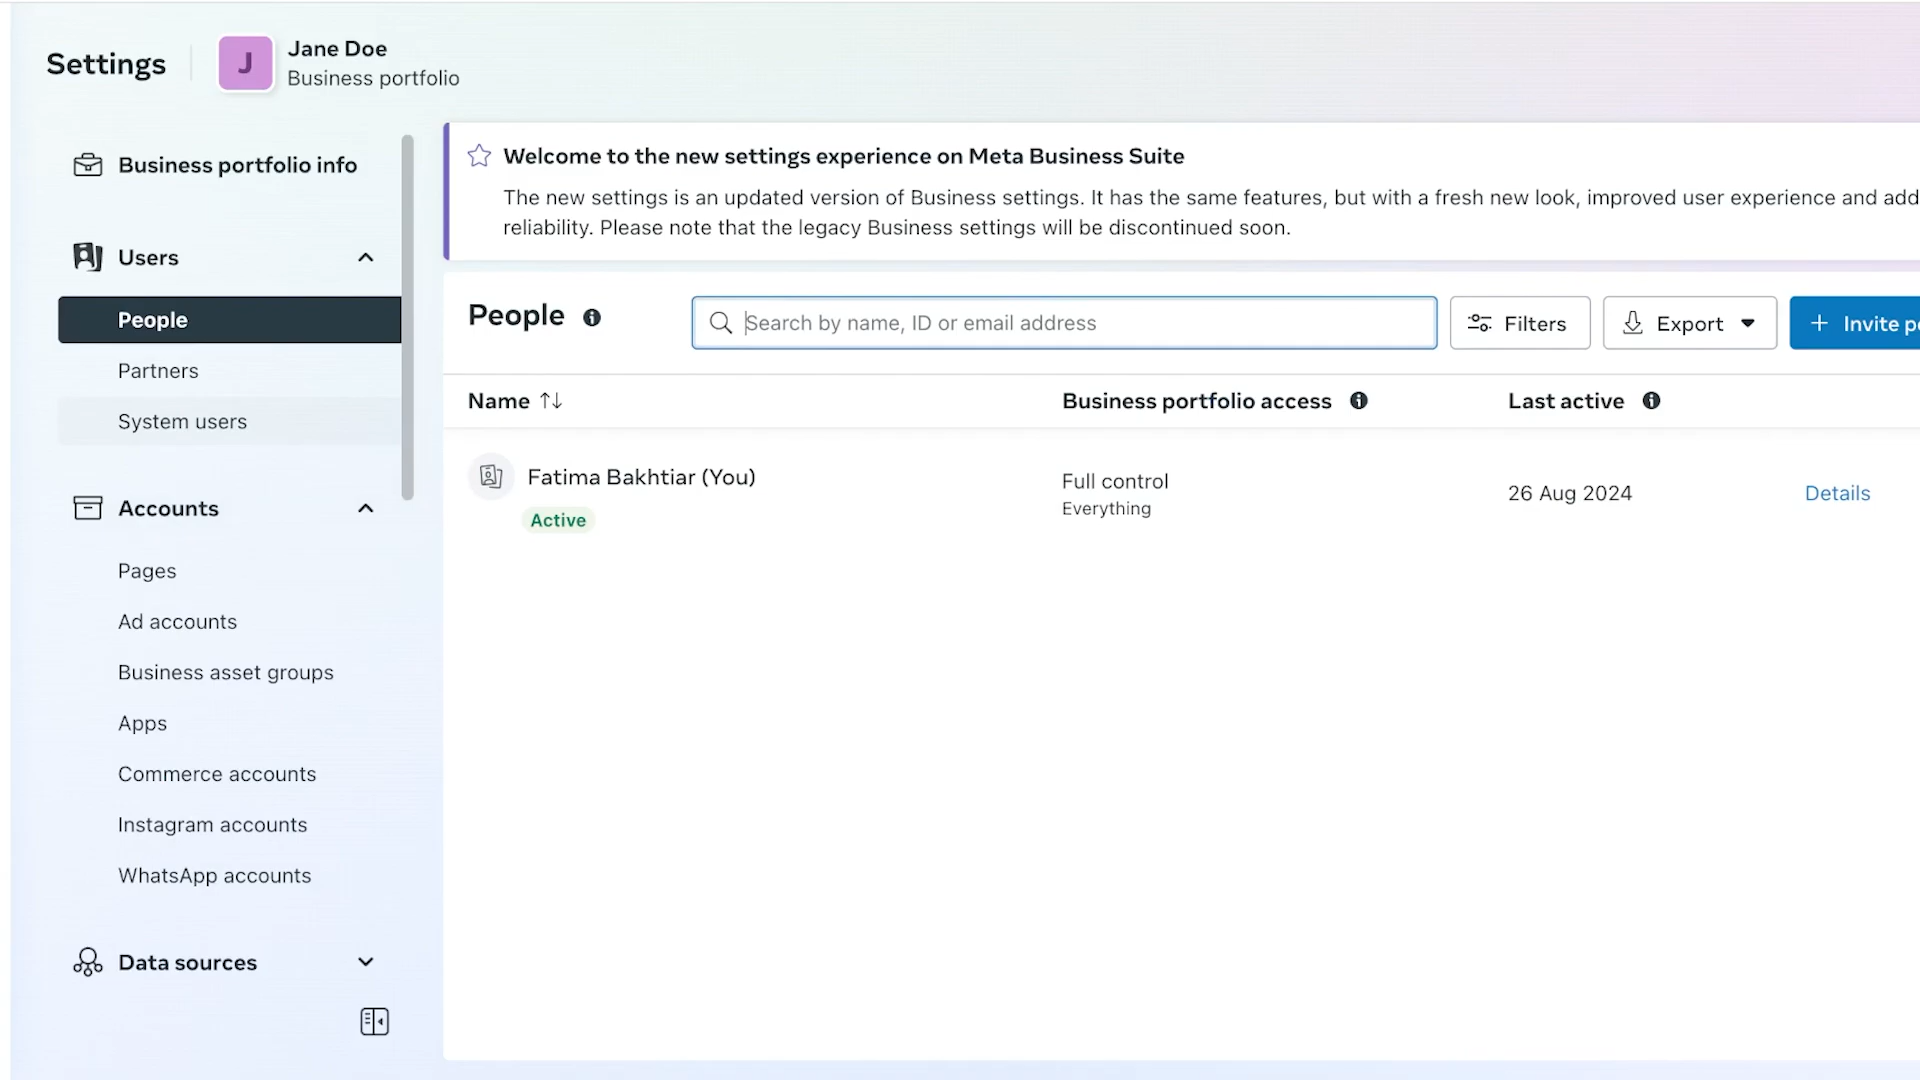 Settings
J
Jane Doe
Business portfolio
Business portfolio info
Users
People
Partners
System users
Accounts
Pages
Ad accounts
Business asset groups
Apps
Commerce accounts
Instagram accounts
WhatsApp accounts
Data sources
Welcome to the new settings experience on Meta Business Suite
The new settings is an updated version of Business settings. It has the same features, but with a fresh new look, improved user experience and add
reliability. Please note that the legacy Business settings will be discontinued soon.
People
Search by name, ID or email address
Filters
Export
+ Invite p
Name
Business portfolio access
Last active
Fatima Bakhtiar (You)
Active
Full control
Everything
26 Aug 2024
Details